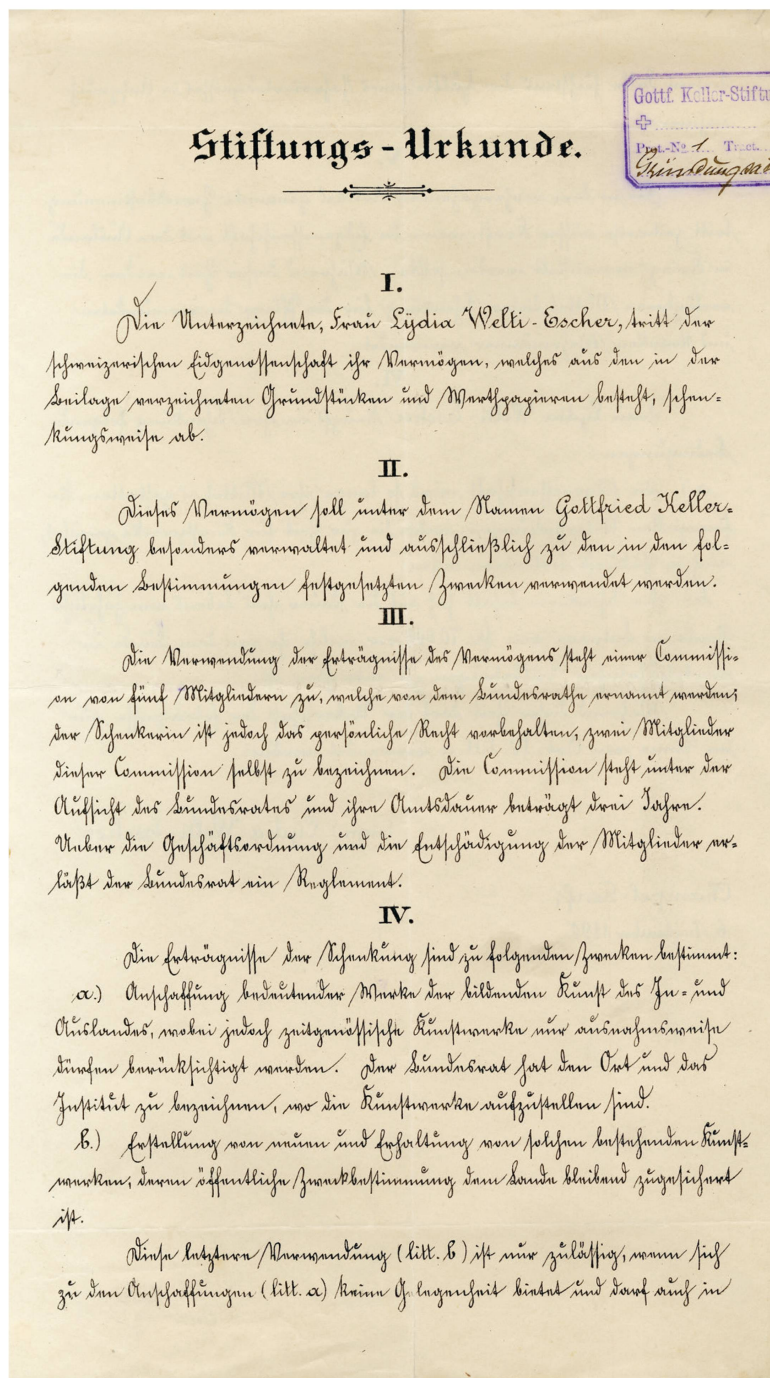 Gottf. Keller-Stiftu
Prot.-No. 1 Tract.
Stiftungs-Urkunde.
I.
Die Unterzeichnete, Frau Lydia Welti-Escher, tritt der
schweizerischen Eidgenossenschaft ihr Vermögen, welches aus den in der
Beilage verzeichneten Grundstücken und Werthpapieren besteht, schen-
kungsweise ab.
II.
Dieses Vermögen soll unter dem Namen Gottfried Keller-
Stiftung besonders verwaltet und ausschließlich zu den in den fol-
genden Bestimmungen festgesetzten Zwecken verwendet werden.
III.
Die Verwendung der Erträgnisse des Vermögens steht einer Commissi-
on von fünf Mitgliedern zu, welche von dem Bundesrathe ernannt werden;
der Schenkerin ist jedoch das persönliche Recht vorbehalten, zwei Mitglieder
dieser Commission selbst zu bezeichnen. Die Commission steht unter der
Aufsicht des Bundesrates und ihre Amtsdauer beträgt drei Jahre.
Ueber die Geschäftsordnung und die Entschädigung der Mitglieder er-
läßt der Bundesrat ein Reglement.
IV.
Die Erträgnisse der Schenkung sind zu folgenden Zwecken bestimmt:
a.) Anschaffung bedeutender Werke der bildenden Kunst des In- und
Auslandes, wobei jedoch zeitgenössische Kunstwerke nur ausnahmsweise
dürfen berücksichtigt werden. Der Bundesrat hat den Ort und das
Institut zu bezeichnen, wo die Kunstwerke aufzustellen sind.
b.) Erstellung von neuen und Erhaltung von solchen bestehenden Kunst-
werken, deren öffentliche Zweckbestimmung dem Lande bleibend zugesichert
ist.
Diese letztere Verwendung (litt. b) ist nur zulässig, wenn sich
zu den Anschaffungen (litt. a) keine Gelegenheit bietet und darf auch in